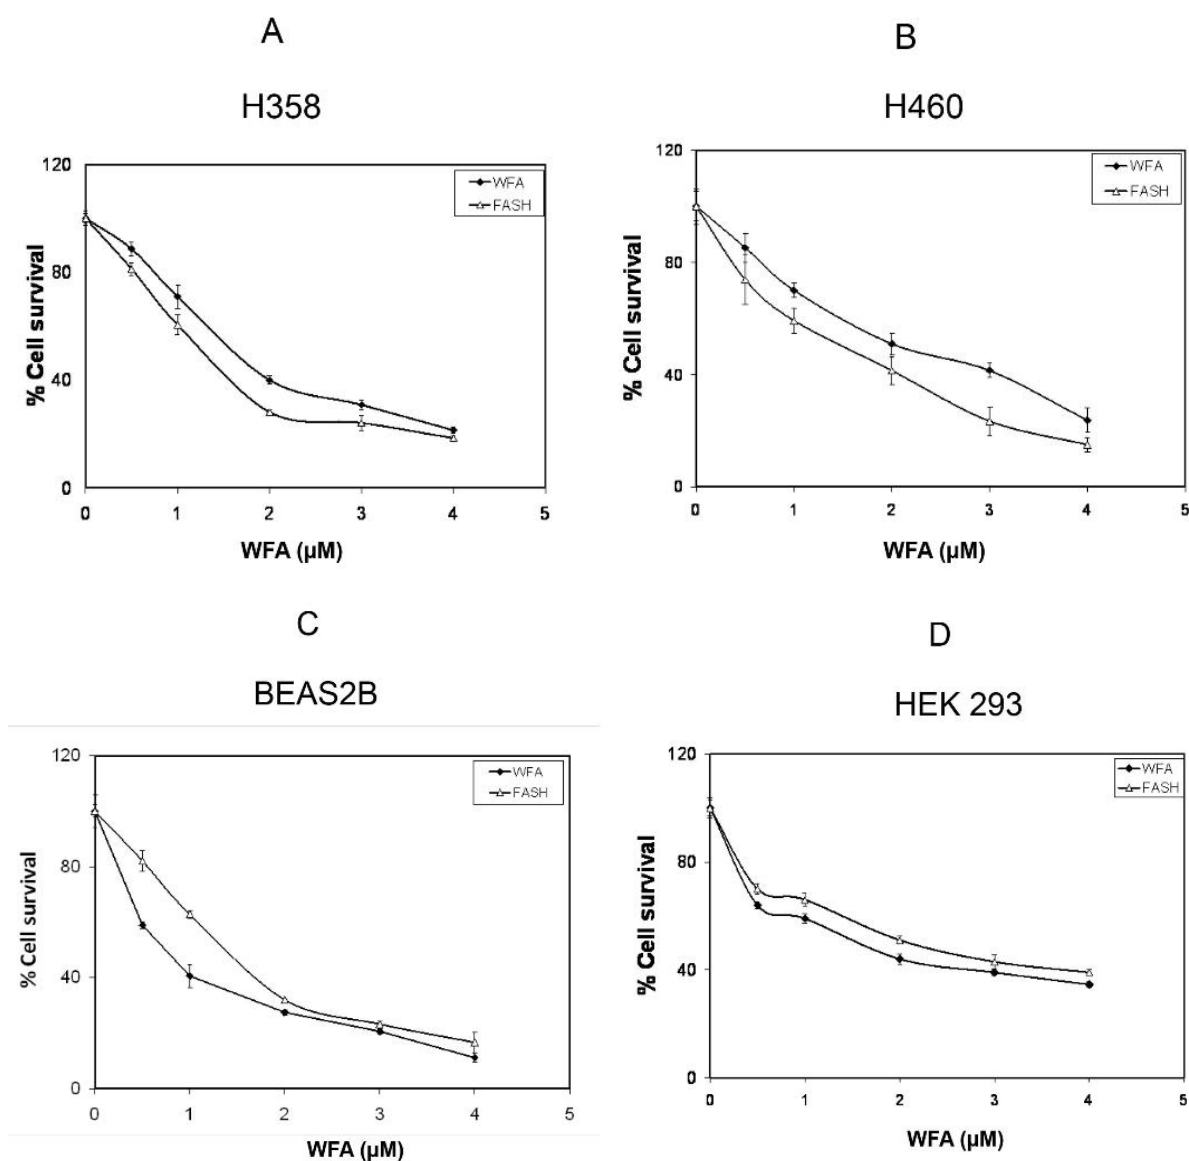 A
H358
120
80
40
0
% Cell survival
WFA
FASH
0 1 2 3 4 5
WFA (µM)
B
H460
120
80
40
0
% Cell survival
WFA
FASH
0 1 2 3 4 5
WFA (µM)
C
BEAS2B
120
80
40
0
% Cell survival
WFA
FASH
0 1 2 3 4 5
WFA (µM)
D
HEK 293
120
80
40
0
% Cell survival
WFA
FASH
0 1 2 3 4 5
WFA (µM)